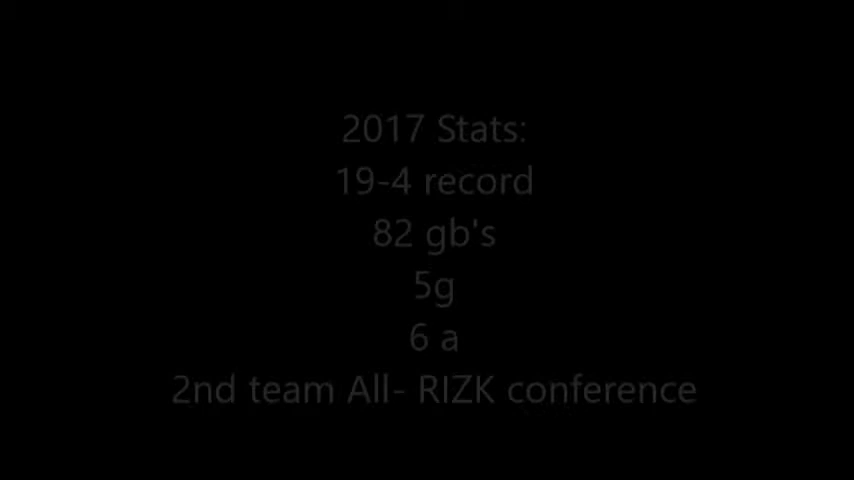 2017 Stats:
19-4 record
82 gb's
5g
6 a
2nd team All- RIZK conference